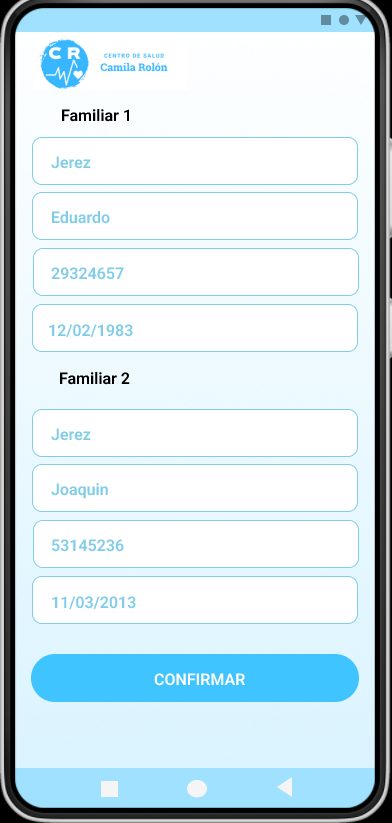 CR
CENTRO DE SALUD
Camila Rolón
Familiar 1
Jerez
Eduardo
29324657
12/02/1983
Familiar 2
Jerez
Joaquin
53145236
11/03/2013
CONFIRMAR